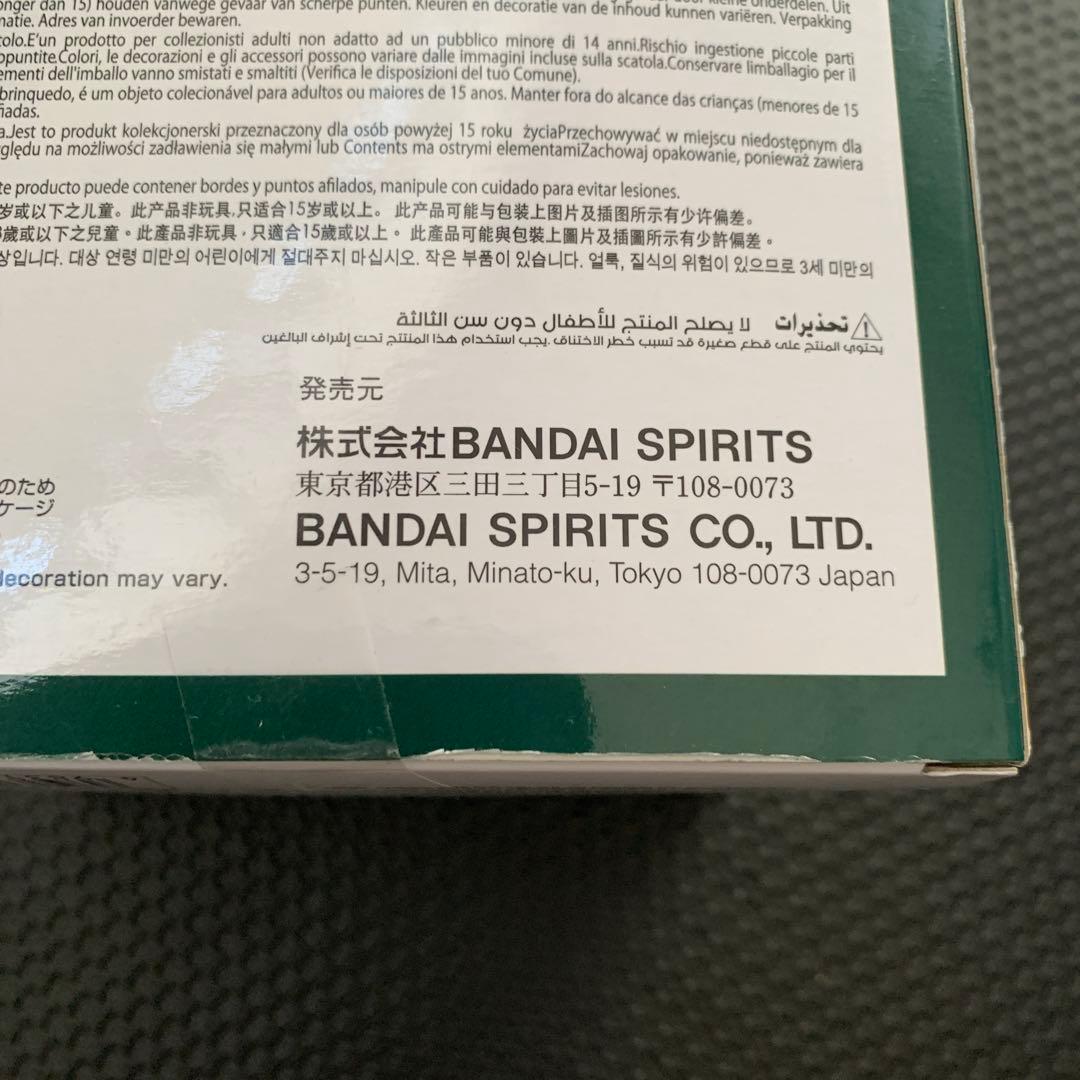 onger dan 15) houden vanwege gevaar van scherpe punten. Kleuren en decoratie van de inhoud kunnen variëren. Verpakking
matie. Adres van invoerder bewaren.
tolo.E'un prodotto per collezionisti adulti non adatto ad un pubblico minore di 14 anni.Rischio ingestione piccole parti
ppuntite.Colori, le decorazioni e gli accessori possono variare dalle immagini incluse sulla scatola.Conservare limballagio per il
ementi dell'imballo vanno smistati e smaltiti (Verifica le disposizioni del tuo Comune).
brinquedo, é um objeto colecionável para adultos ou maiores de 15 anos. Manter fora do alcance das crianças (menores de 15
fiadas.
a.Jest to produkt kolekcjonerski przeznaczony dla osób powyżej 15 roku życiaPrzechowywać w miejscu niedostępnym dla
ględu na możliwości zadławienia się małymi lub Contents ma ostrymi elementamiZachowaj opakowanie, ponieważ zawiera
te producto puede contener bordes y puntos afilados, manipule con cuidado para evitar lesiones.
岁或以下之儿童。此产品非玩具,只适合15岁或以上。 此产品可能与包装上图片及插图所示有少许偏差。
歲或以下之兒童。此產品非玩具，只適合15歲或以上。 此產品可能與包裝上圖片及插圖所示有少許偏差。
상입니다. 대상 연령 미만의 어린이에게 절대주지 마십시오. 작은 부품이 있습니다. 얼룩, 질식의 위험이 있으므로 3세 미만의
تحذيرات لا يصلح المنتج للأطفال دون سن الثالثة
يحتوي المنتج على قطع صغيرة قد تسبب خطر الاختناق .يجب استخدام هذا المنتج تحت إشراف البالغين
発売元
株式会社BANDAI SPIRITS
東京都港区三田三丁目5-19 〒108-0073
BANDAI SPIRITS CO., LTD.
3-5-19, Mita, Minato-ku, Tokyo 108-0073 Japan
のため
ケージ
decoration may vary.